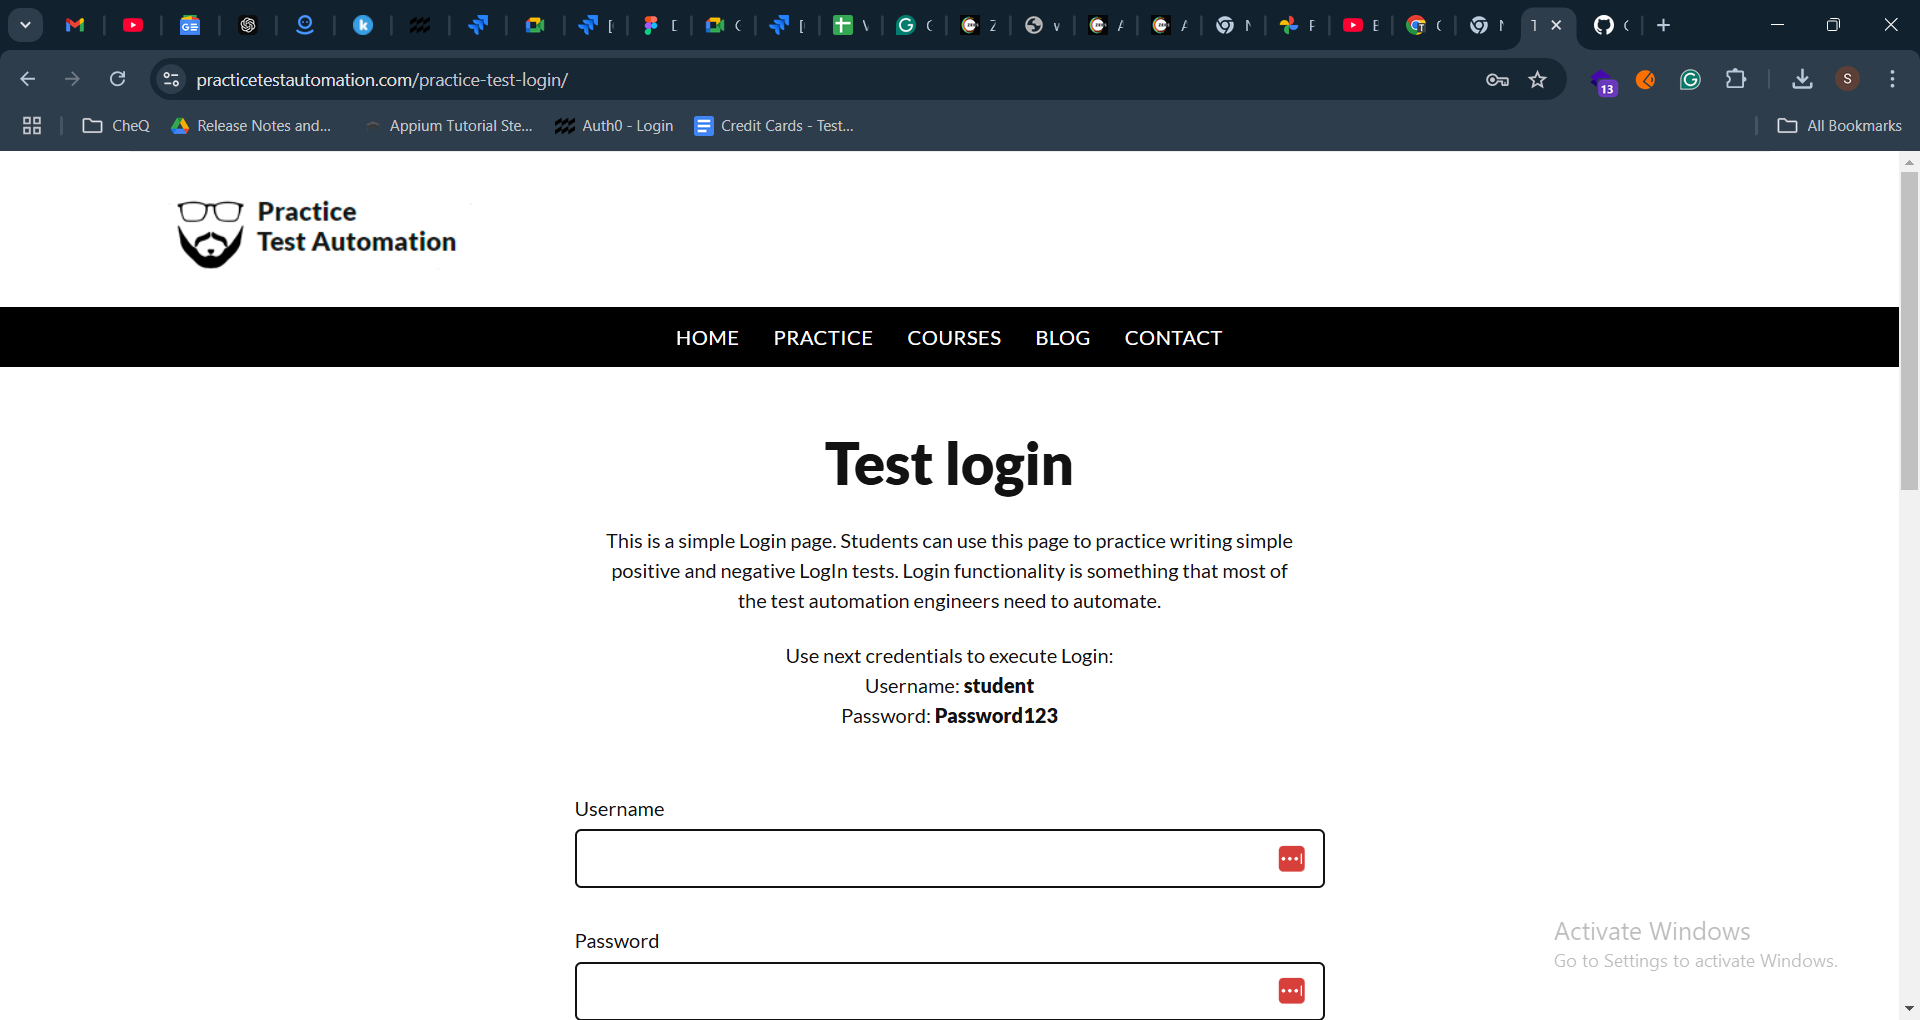 practicetestautomation.com/practice-test-login/
13
S
CheQ
Release Notes and...
Appium Tutorial Ste...
Auth0 - Login
Credit Cards - Test...
All Bookmarks
Practice
Test Automation
HOME
PRACTICE
COURSES
BLOG
CONTACT
Test login
This is a simple Login page. Students can use this page to practice writing simple
positive and negative LogIn tests. Login functionality is something that most of
the test automation engineers need to automate.
Use next credentials to execute Login:
Username: student
Password: Password123
Username
Password
Activate Windows
Go to Settings to activate Windows.